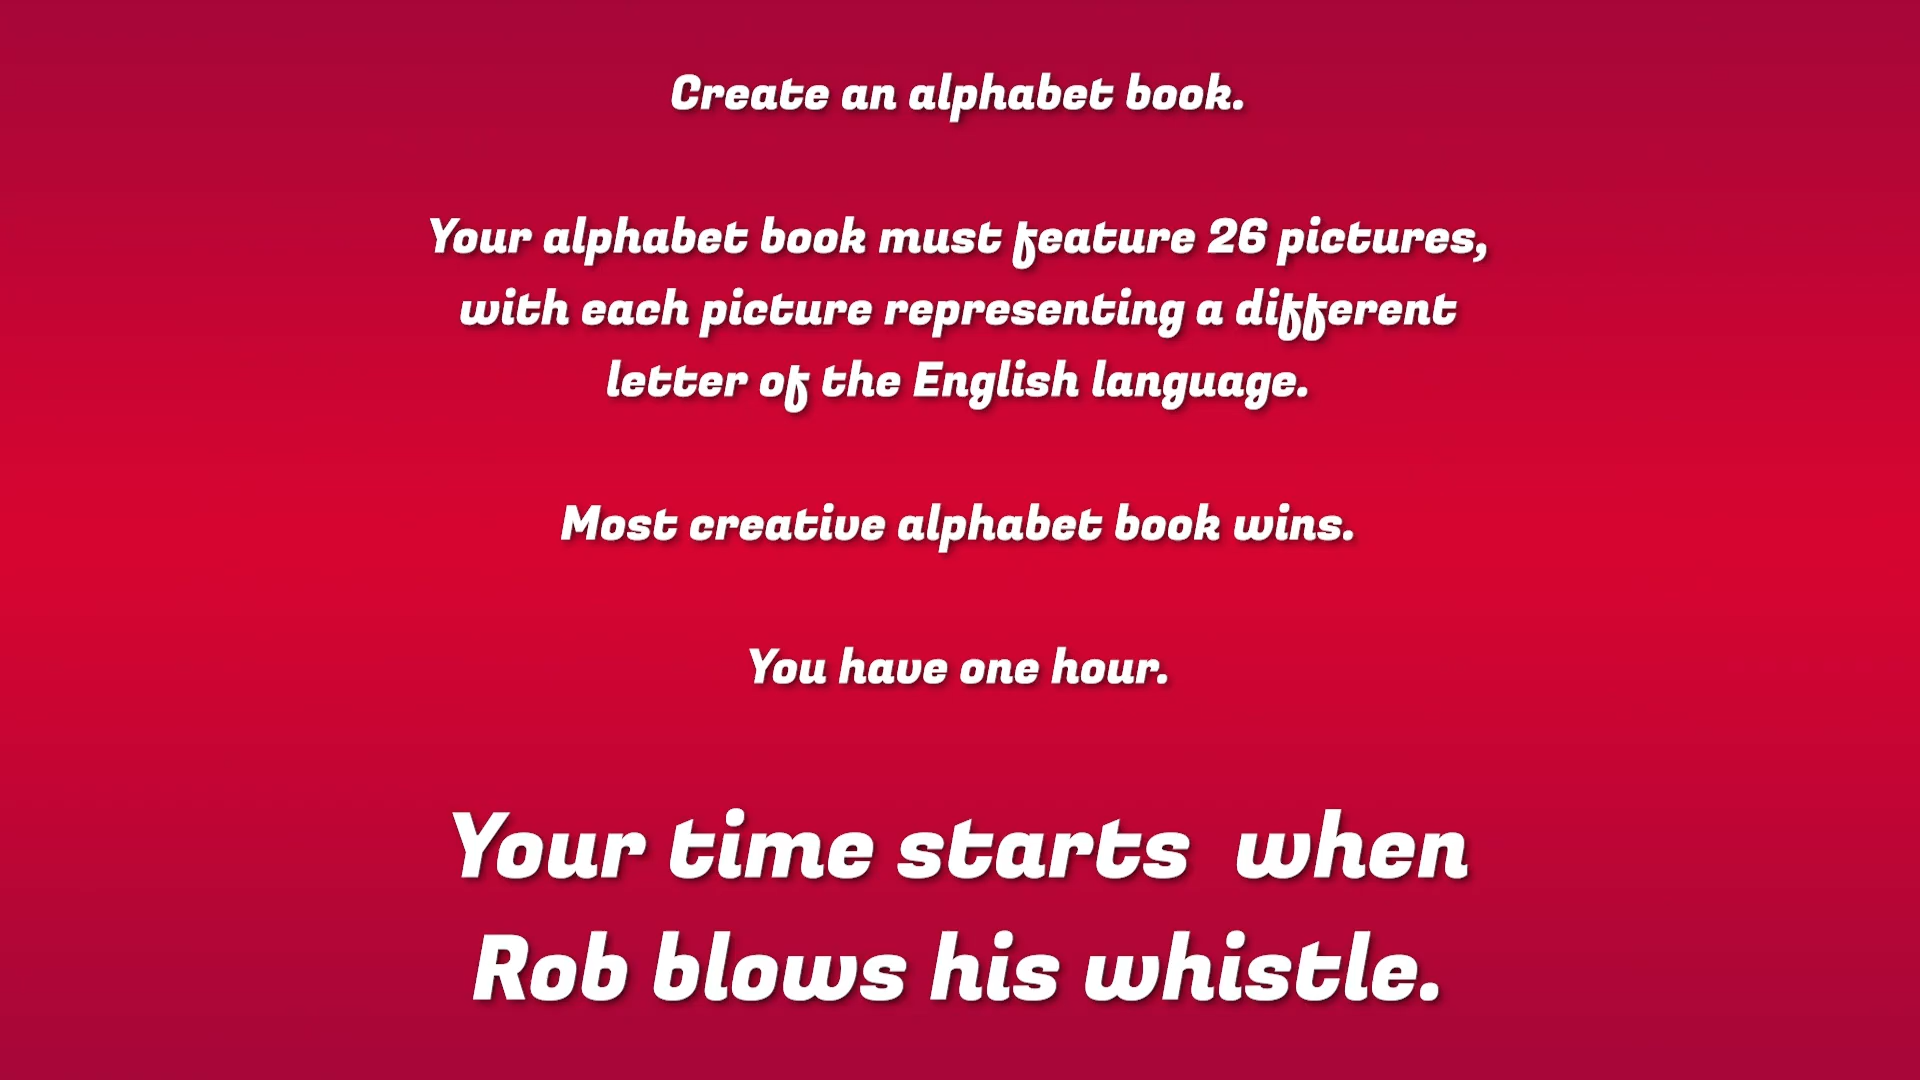 Create an alphabet book.
Your alphabet book must feature 26 pictures,
with each picture representing a different
letter of the English language.
Most creative alphabet book wins.
You have one hour.
Your time starts  when
Rob blows his whistle.